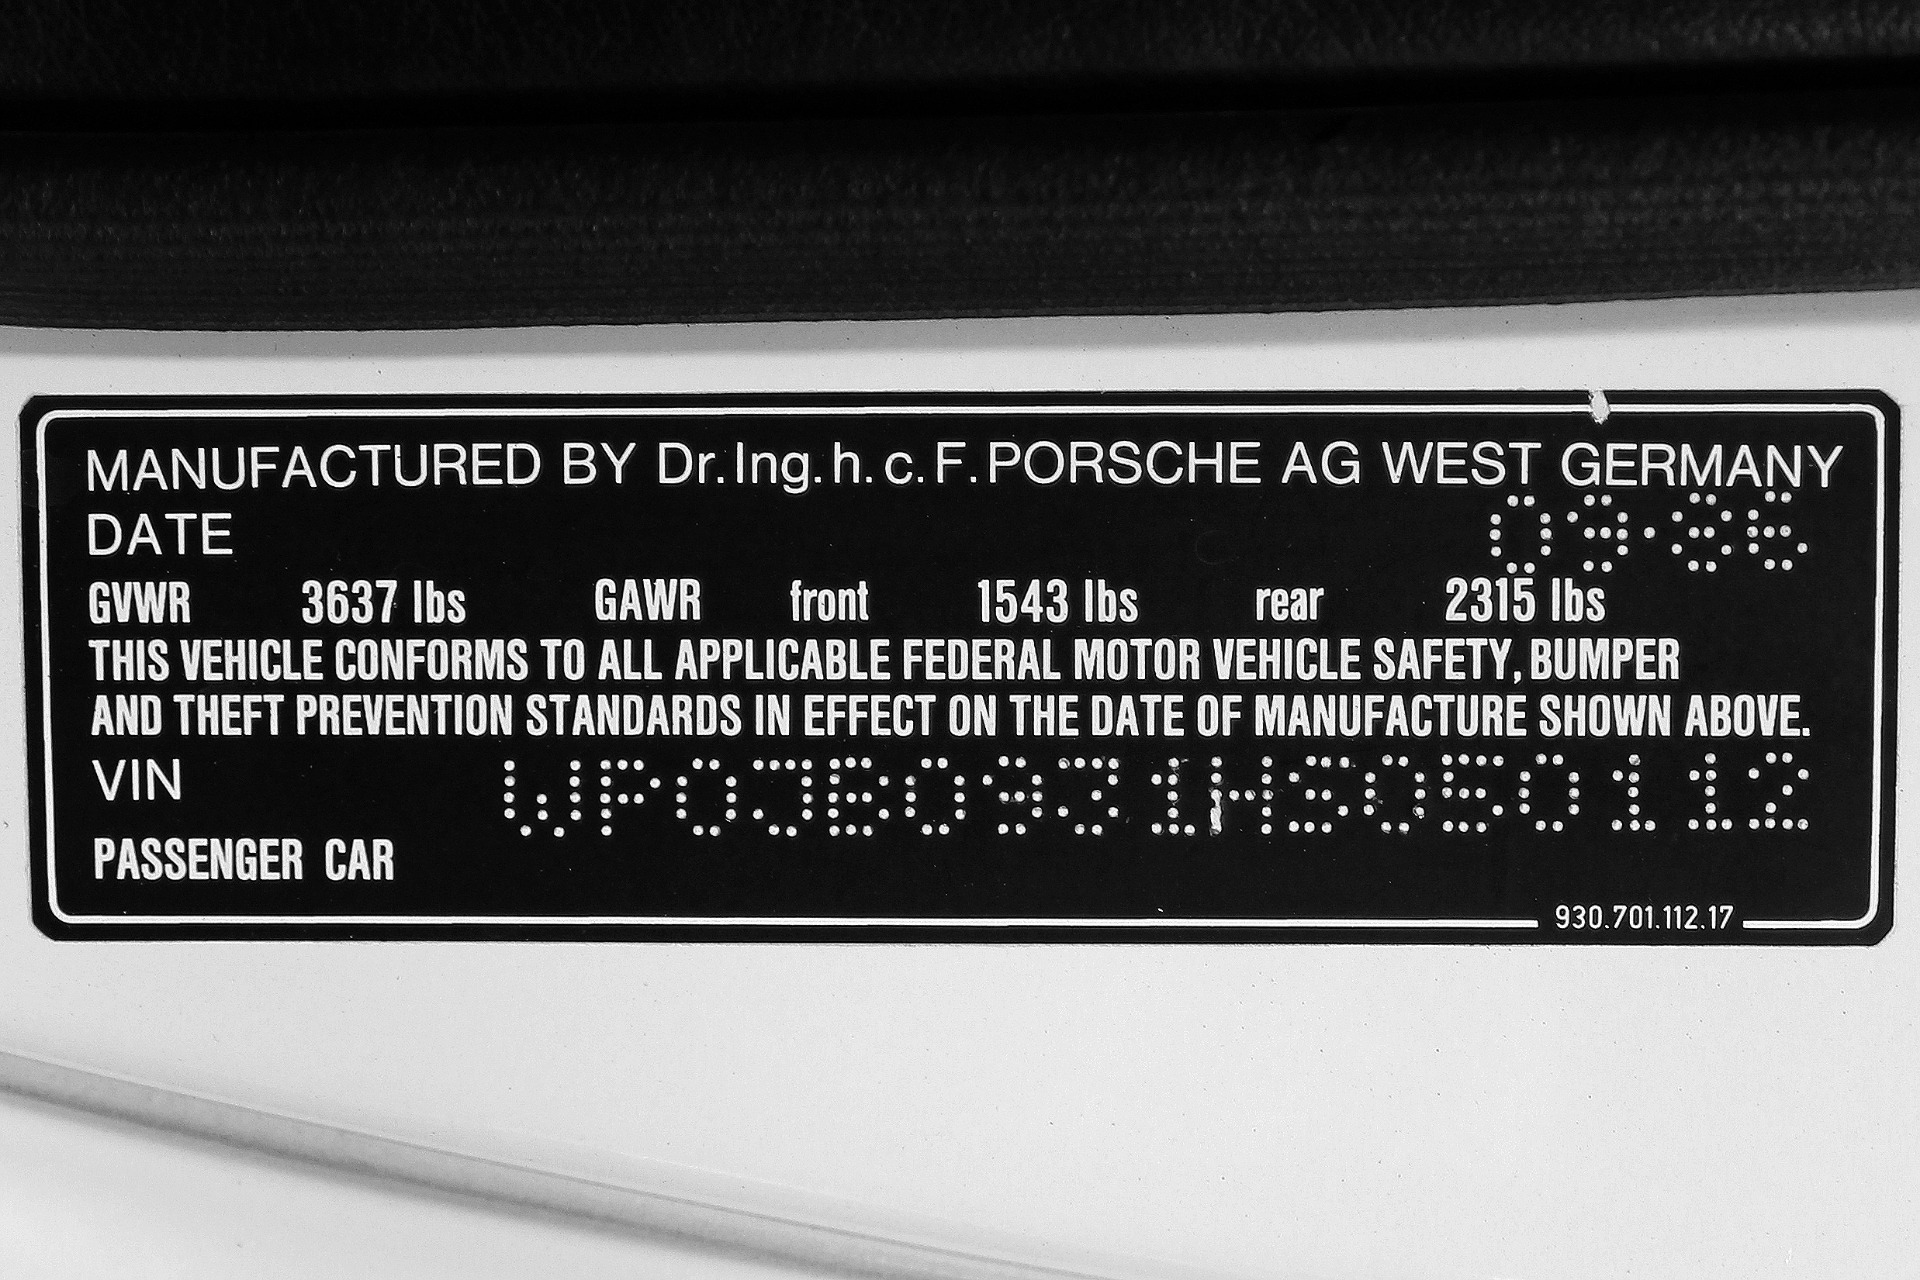 MANUFACTURED BY Dr.Ing.h.c.F.PORSCHE AG WEST GERMANY
DATE 09·86
GVWR 3637 lbs GAWR front 1543 lbs rear 2315 lbs
THIS VEHICLE CONFORMS TO ALL APPLICABLE FEDERAL MOTOR VEHICLE SAFETY, BUMPER
AND THEFT PREVENTION STANDARDS IN EFFECT ON THE DATE OF MANUFACTURE SHOWN ABOVE.
VIN WP0JB0931HS050112
PASSENGER CAR
930.701.112.17